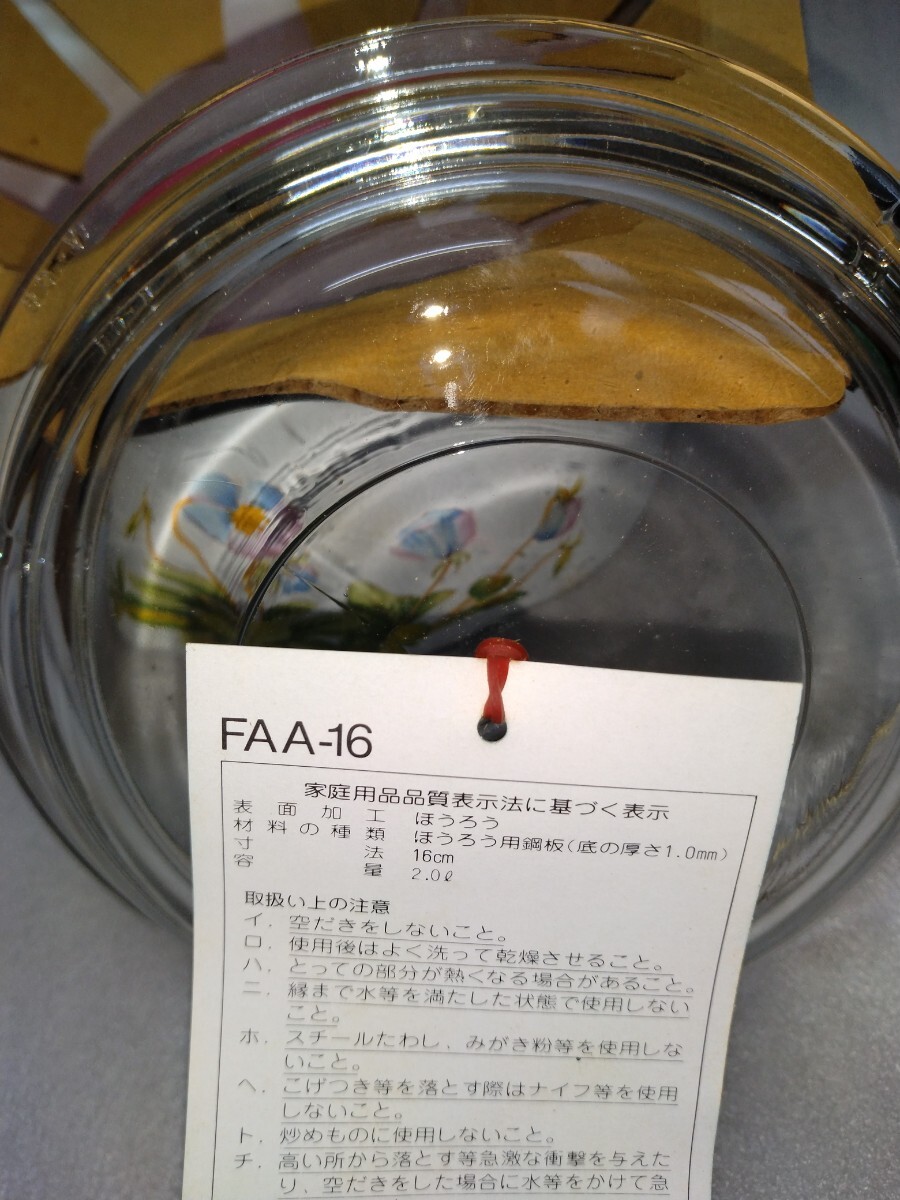 FAA-16
家庭用品品質表示法に基づく表示
表面加工 ほうろう
材料の種類 ほうろう用鋼板(底の厚さ1.0mm)
寸法 16cm
容量 2.0ℓ
取扱い上の注意
イ. 空だきをしないこと。
ロ. 使用後はよく洗って乾燥させること。
ハ. とっての部分が熱くなる場合があること。
ニ. 縁まで水等を満たした状態で使用しない
こと。
ホ. スチールたわし、みがき粉等を使用しな
いこと。
ヘ. こげつき等を落とす際はナイフ等を使用
しないこと。
ト. 炒めものに使用しないこと。
チ. 高い所から落とす等急激な衝撃を与えた
り、空だきをした場合に水等をかけて急